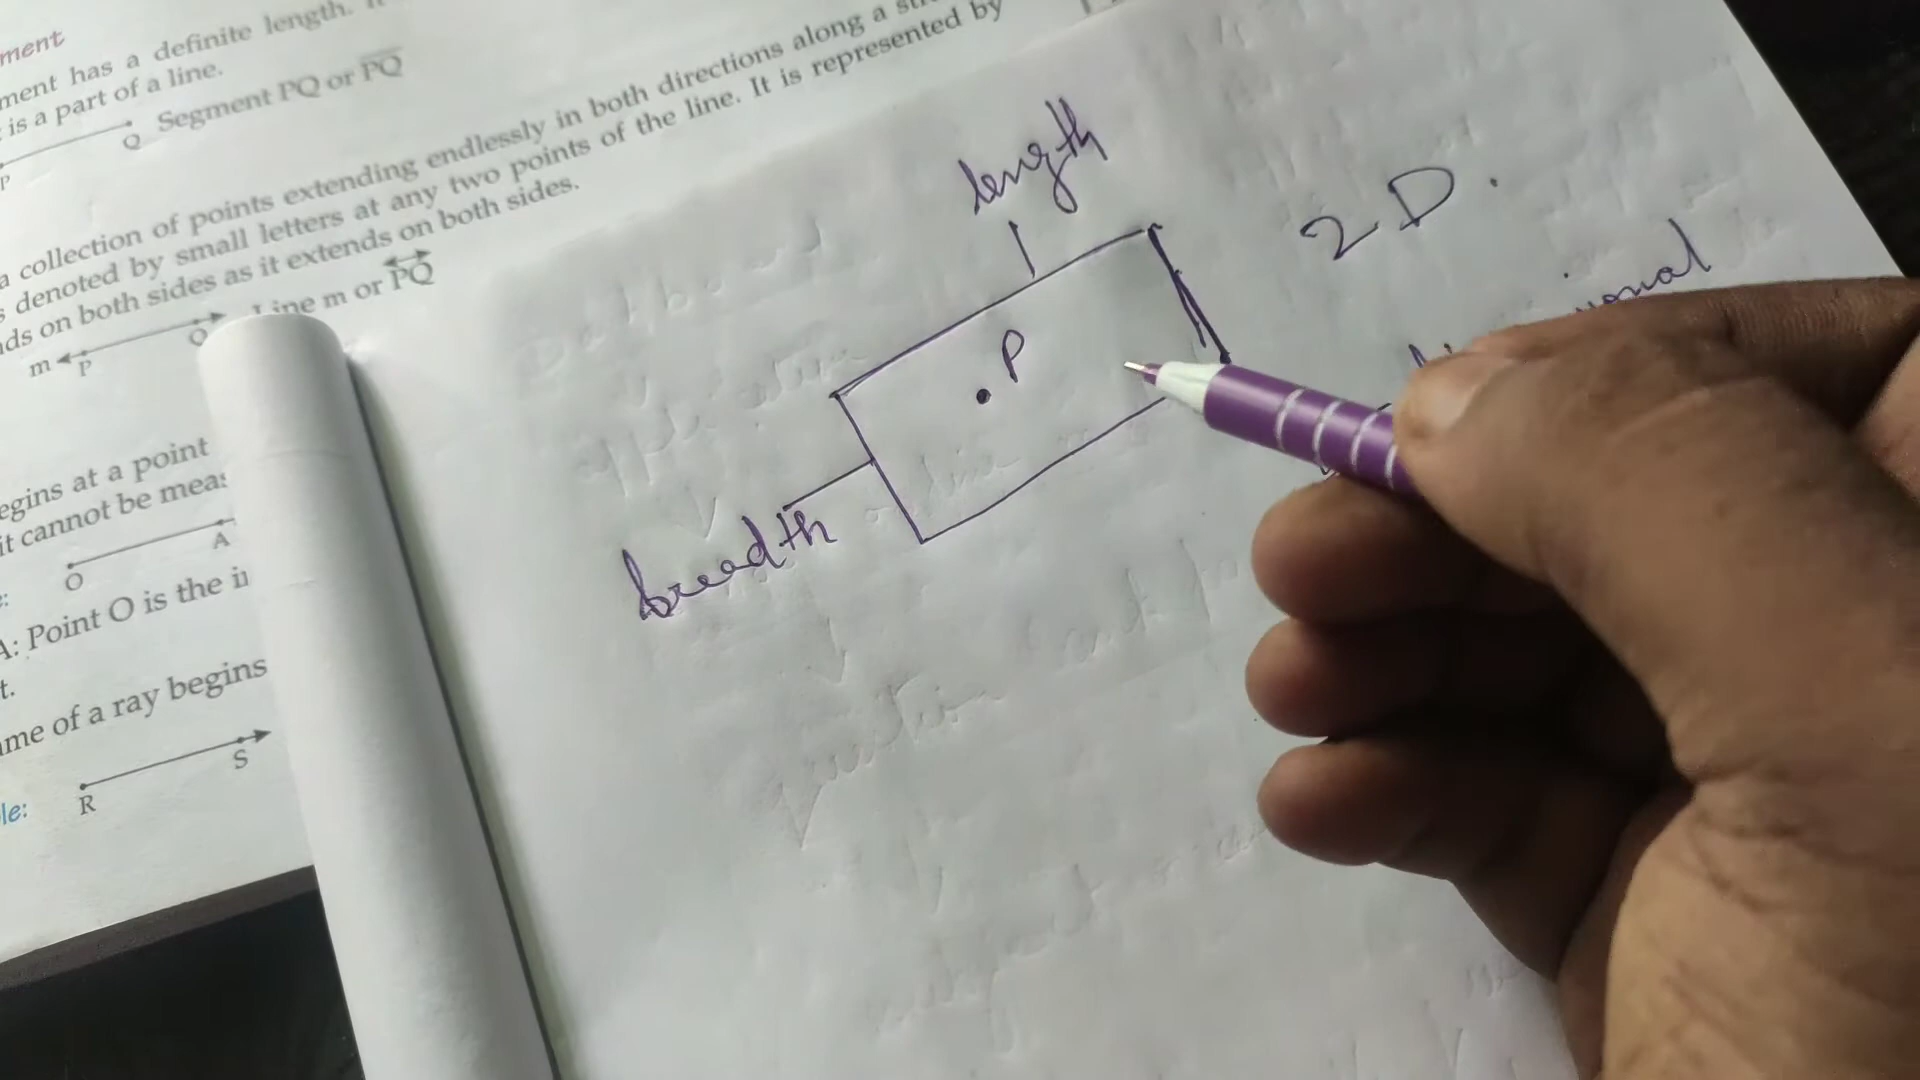 ment
ment has a definite length.
is a part of a line.
P Q Segment PQ or PQ
a collection of points extending endlessly in both directions along a
denoted by small letters at any two points of the line. It is represented by
ds on both sides as it extends on both sides.
m P Q Line m or PQ
egins at a point
it cannot be
O A
A: Point O is the
t.
ame of a ray begins
R S
le:
length
2D.
P
breadth